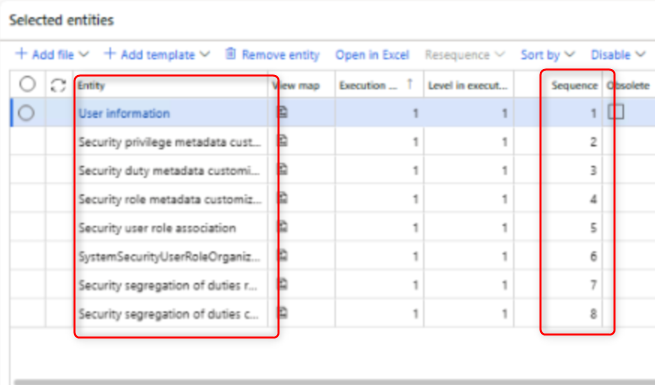 Selected entities
+ Add file + Add template Remove entity Open in Excel Resequence Sort by Disable
Entity View map Execution ... ↑ Level in execut... Sequence Obsolete
User information 1 1 1
Security privilege metadata cust... 1 1 2
Security duty metadata customi... 1 1 3
Security role metadata customiz... 1 1 4
Security user role association 1 1 5
SystemSecurityUserRoleOrganiz... 1 1 6
Security segregation of duties r... 1 1 7
Security segregation of duties c... 1 1 8